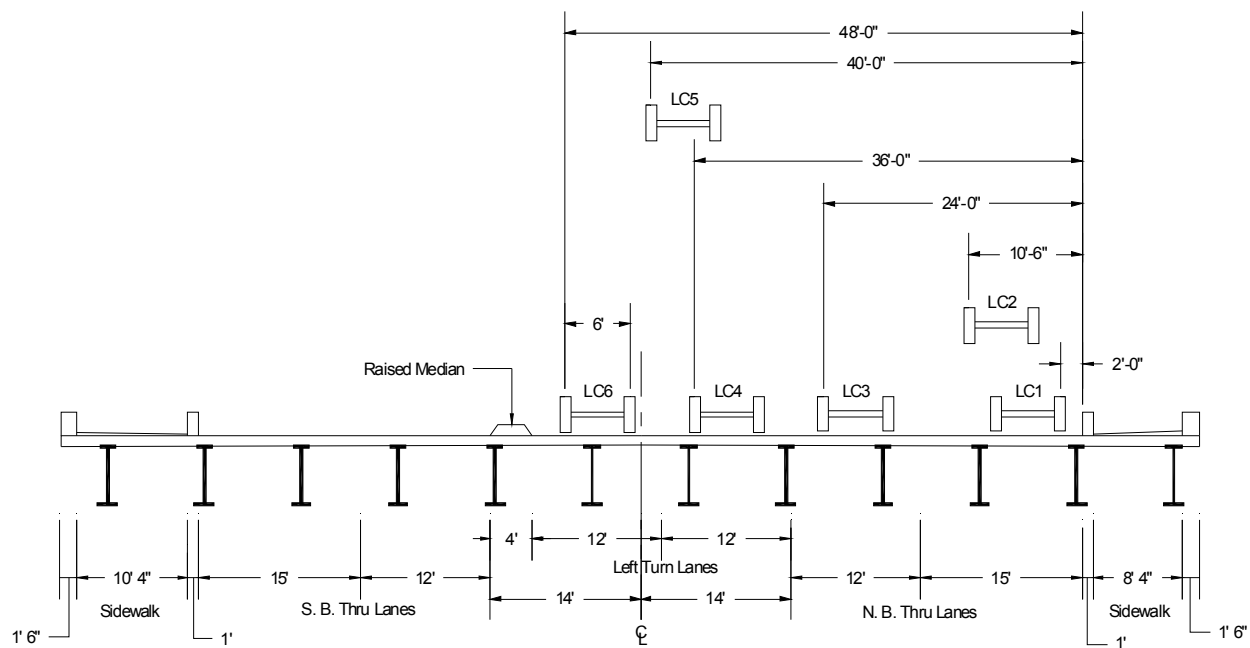 48'-0"
40'-0"
LC5
36'-0"
24'-0"
10'-6"
LC2
6'
2'-0"
Raised Median
LC6
LC4
LC3
LC1
4'
12'
12'
Left Turn Lanes
10' 4"
15'
12'
12'
15'
8' 4"
Sidewalk
S. B. Thru Lanes
14'
14'
N. B. Thru Lanes
Sidewalk
1' 6"
1'
CL
1'
1' 6"